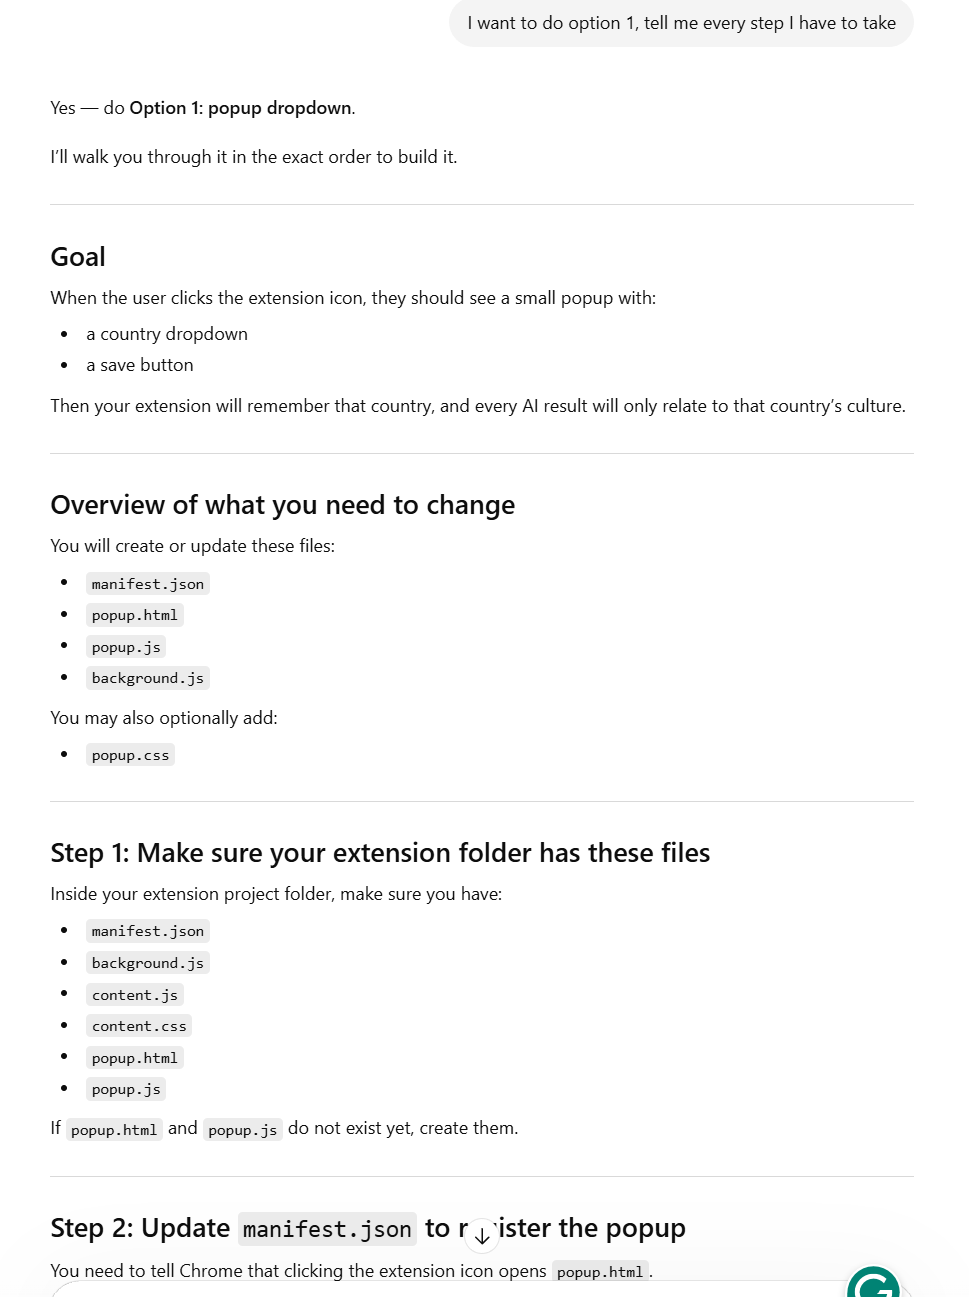 I want to do option 1, tell me every step I have to take
Yes — do Option 1: popup dropdown.
I'll walk you through it in the exact order to build it.
Goal
When the user clicks the extension icon, they should see a small popup with:
• a country dropdown
• a save button
Then your extension will remember that country, and every AI result will only relate to that country's culture.
Overview of what you need to change
You will create or update these files:
• manifest.json
• popup.html
• popup.js
• background.js
You may also optionally add:
• popup.css
Step 1: Make sure your extension folder has these files
Inside your extension project folder, make sure you have:
• manifest.json
• background.js
• content.js
• content.css
• popup.html
• popup.js
If popup.html and popup.js do not exist yet, create them.
Step 2: Update manifest.json to register the popup
You need to tell Chrome that clicking the extension icon opens popup.html.